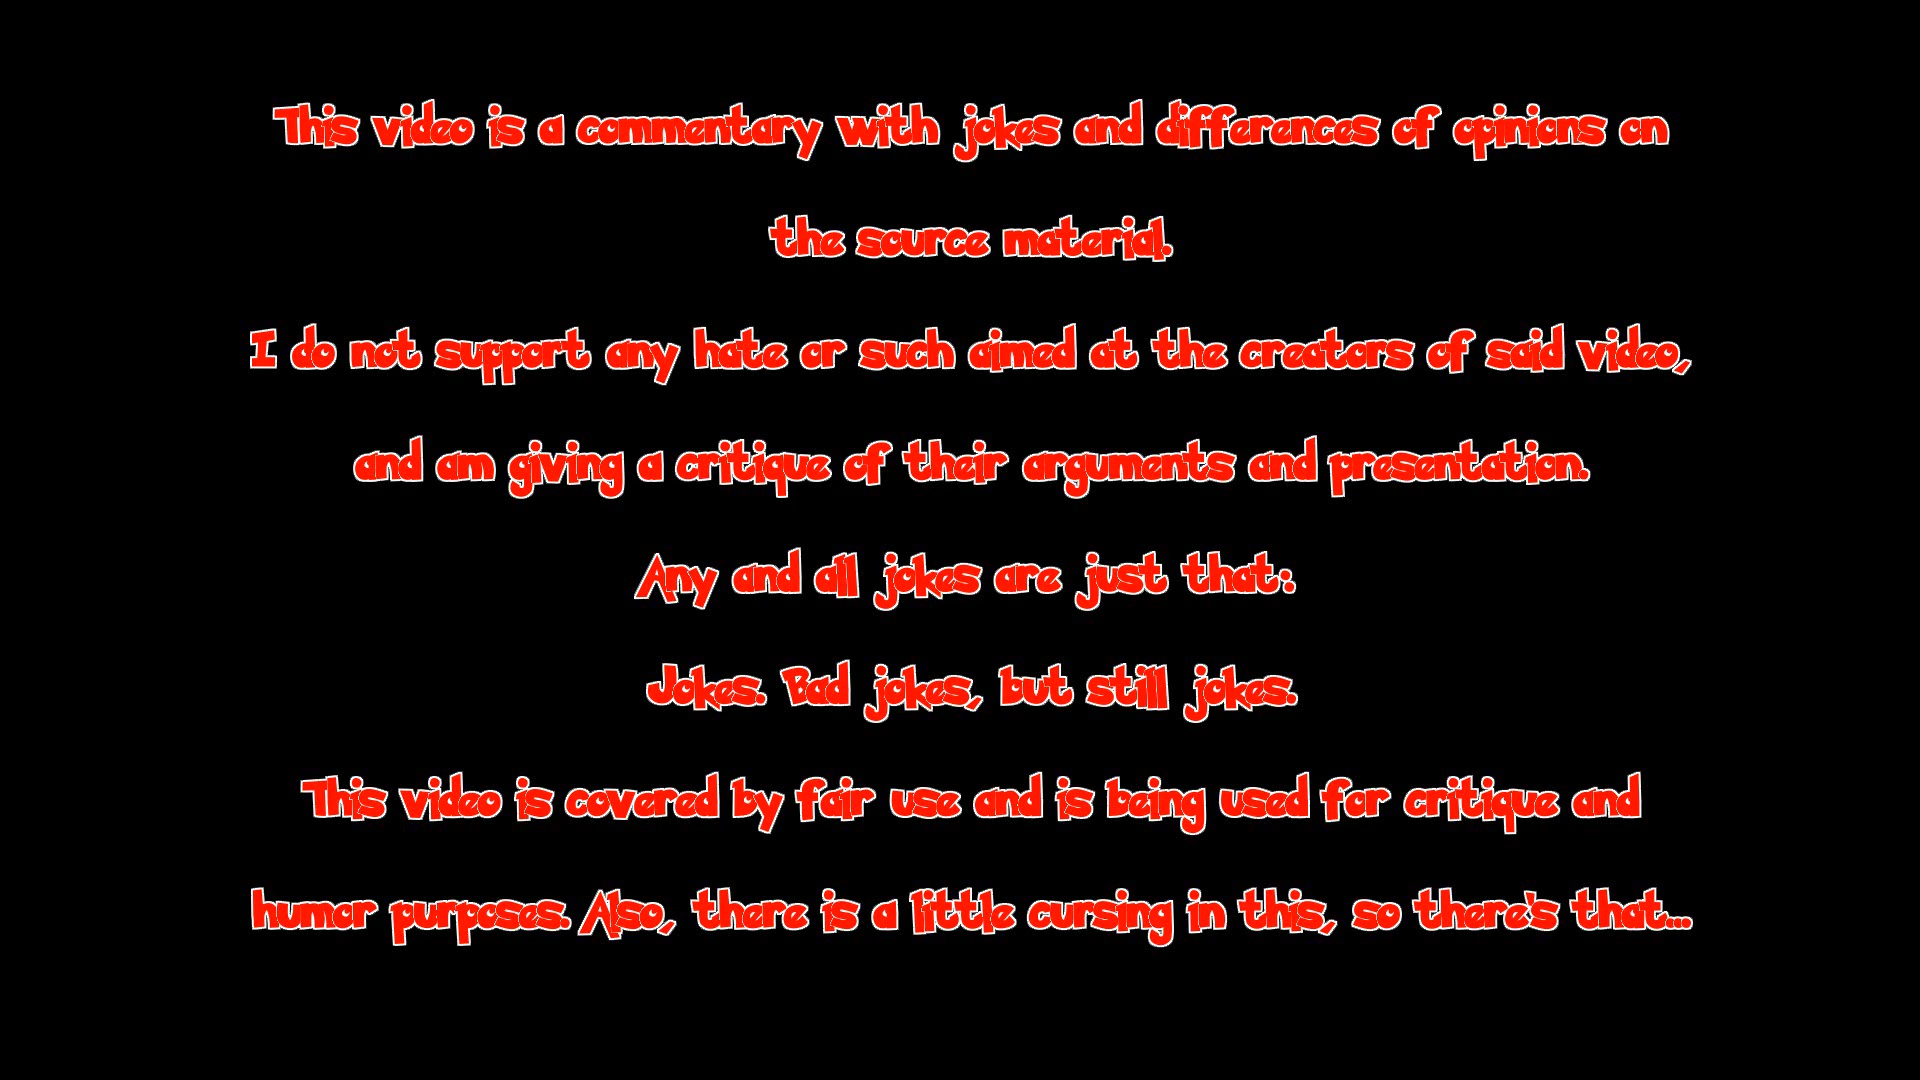 This video is a commentary with jokes and differences of opinions on
the source material.
I do not support any hate or such aimed at the creators of said video,
and am giving a critique of their arguments and presentation.
Any and all jokes are just that:
Jokes. Bad jokes, but still jokes.
This video is covered by fair use and is being used for critique and
humor purposes. Also, there is a little cursing in this, so there's that...